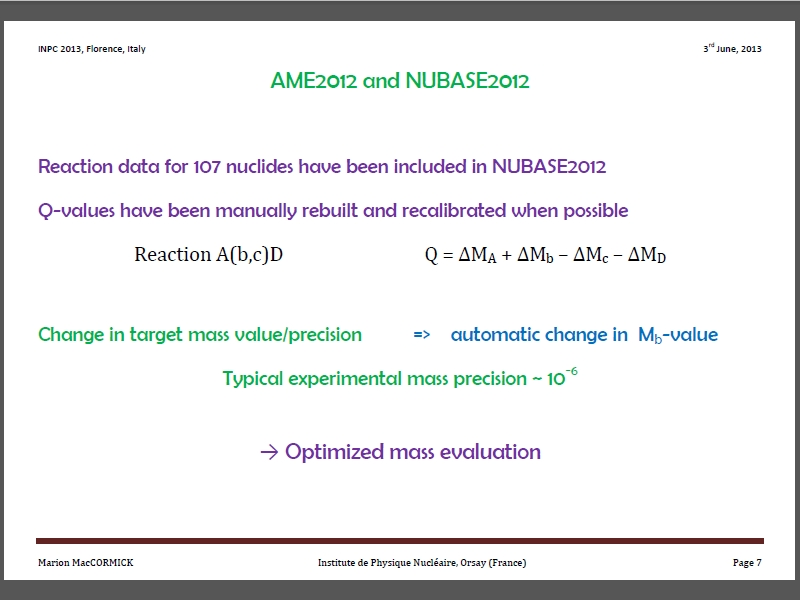 INPC 2013, Florence, Italy 3rd June, 2013
AME2012 and NUBASE2012
Reaction data for 107 nuclides have been included in NUBASE2012
Q-values have been manually rebuilt and recalibrated when possible
Reaction A(b,c)D Q = ΔMA + ΔMb – ΔMc – ΔMD
Change in target mass value/precision => automatic change in Mb-value
Typical experimental mass precision ~ 10⁻⁶
→ Optimized mass evaluation
Marion MacCORMICK Institute de Physique Nucléaire, Orsay (France) Page 7